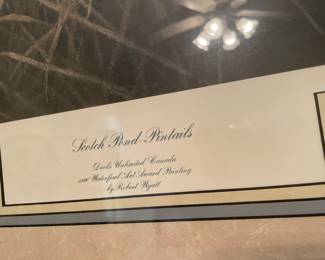 Scotch Pond-Pintails
Ducks Unlimited Canada
Waterfowl Art Award Painting
by Robert Wyatt